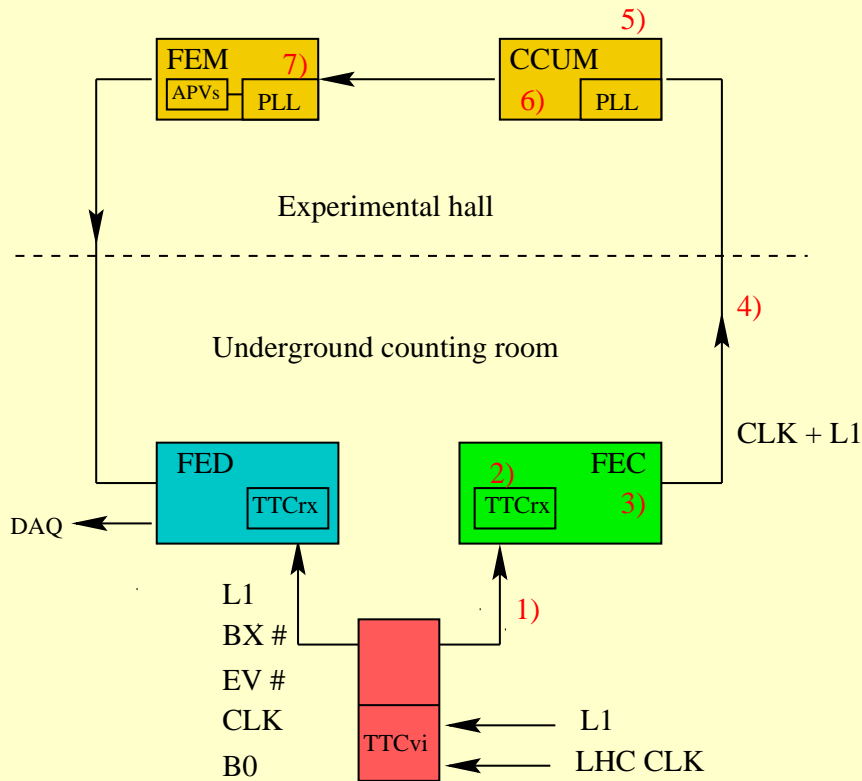 5)
FEM
7)
APVs
PLL
CCUM
6)
PLL
Experimental hall
4)
Underground counting room
CLK + L1
FED
TTCrx
FEC
2)
TTCrx
3)
DAQ
L1
BX #
EV #
CLK
B0
1)
TTCvi
L1
LHC CLK